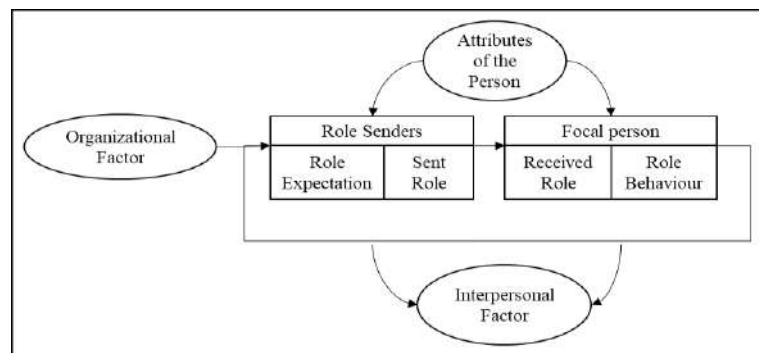 Attributes
of the
Person
Organizational
Factor
Role Senders
Focal person
Role
Expectation
Sent
Role
Received
Role
Role
Behaviour
Interpersonal
Factor